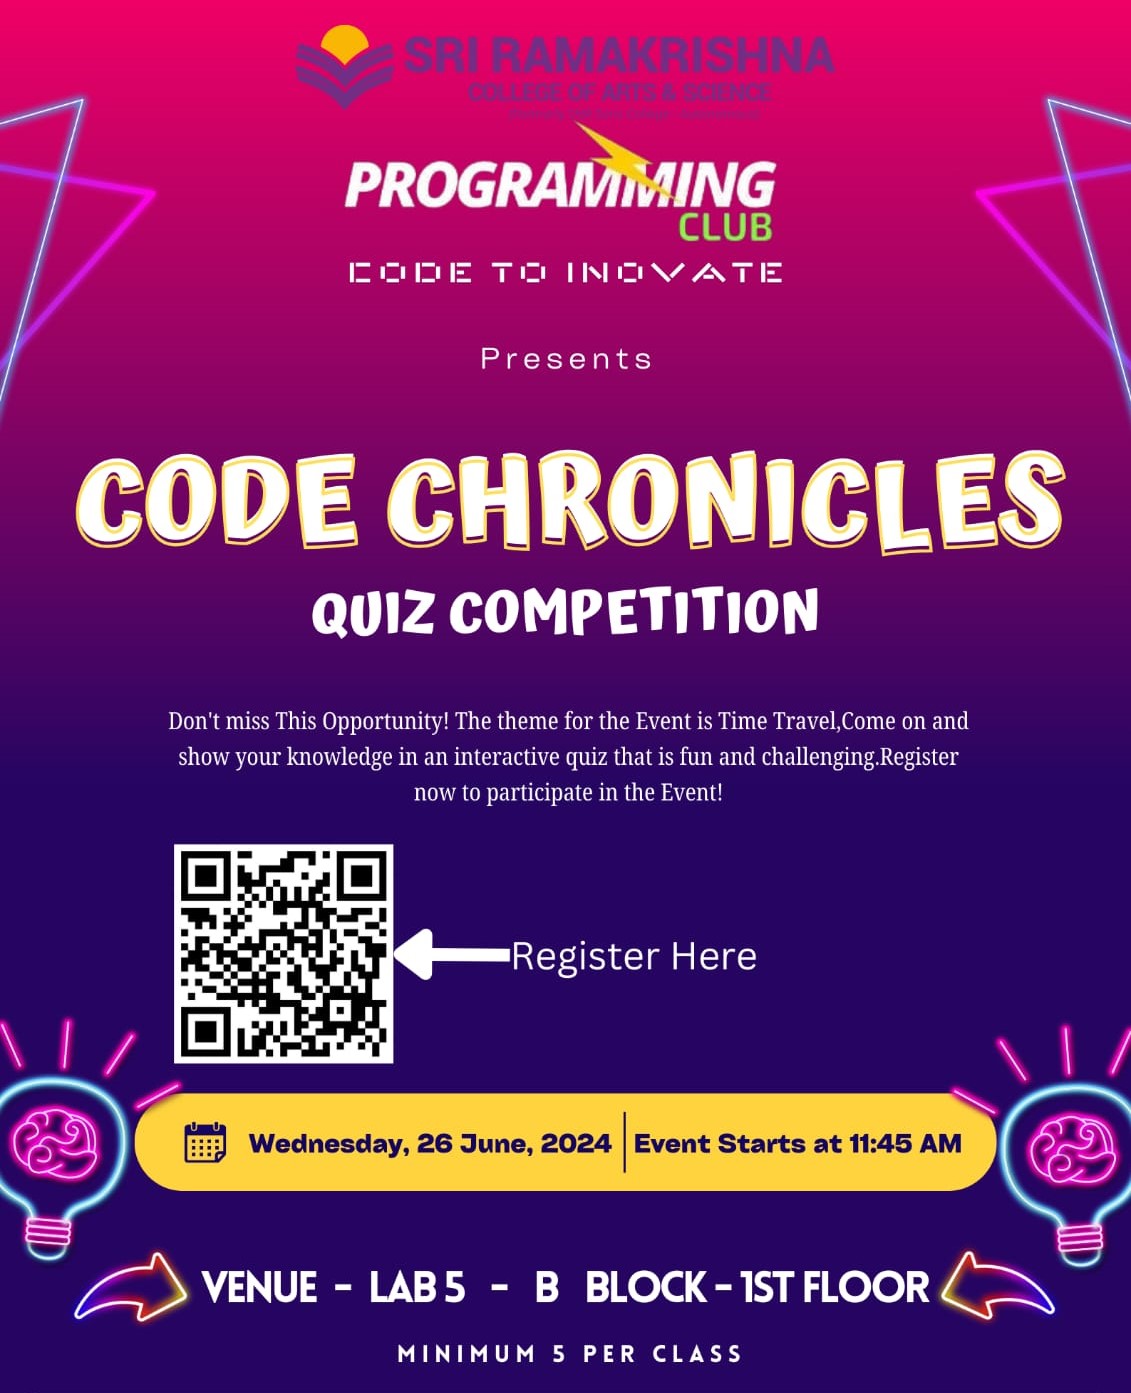 SRI RAMAKRISHNA
COLLEGE OF ARTS & SCIENCE
PROGRAMMING
CLUB
CODE TO INOVATE
Presents
CODE CHRONICLES
QUIZ COMPETITION
Don't miss This Opportunity! The theme for the Event is Time Travel,Come on and
show your knowledge in an interactive quiz that is fun and challenging.Register
now to participate in the Event!
Register Here
Wednesday, 26 June, 2024 Event Starts at 11:45 AM
VENUE - LAB 5 - B BLOCK - 1ST FLOOR
MINIMUM 5 PER CLASS